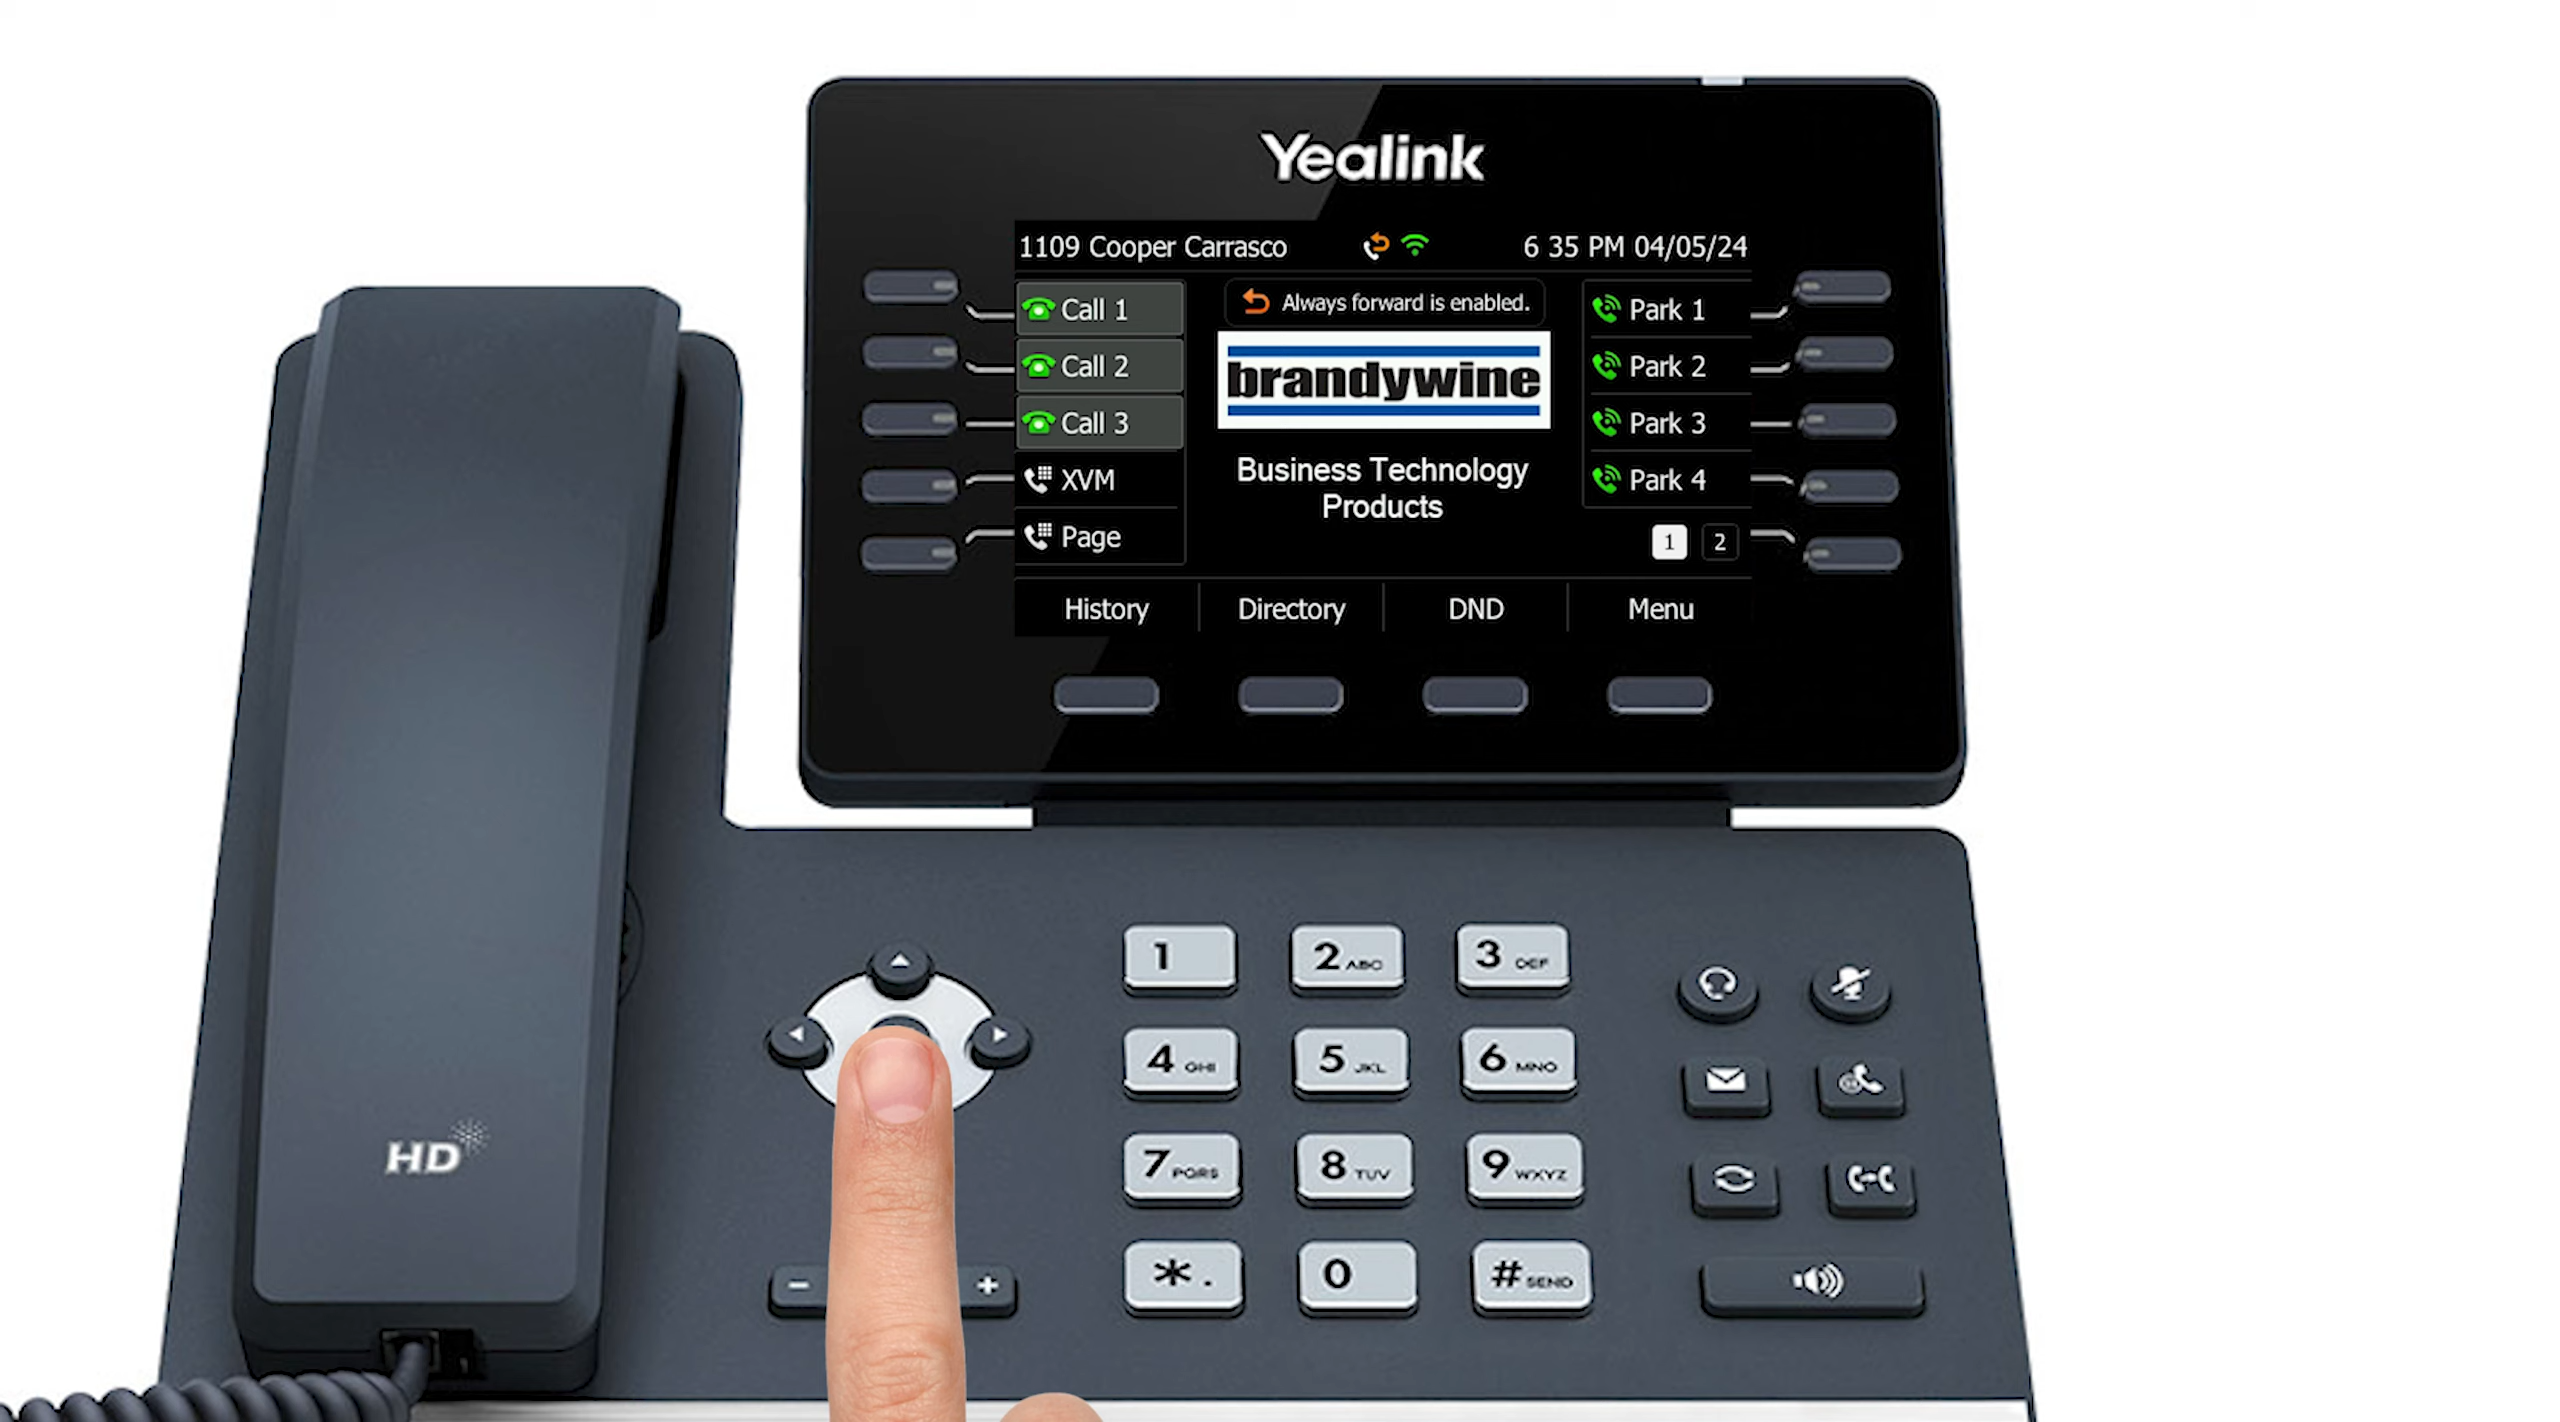 Yealink
1109 Cooper Carrasco
6 35 PM 04/05/24
Call 1
Always forward is enabled.
Park 1
Call 2
brandywine
Park 2
Call 3
Park 3
XVM
Business Technology
Products
Park 4
Page
1 2
History Directory DND Menu
1 2 ABC 3 DEF
4 GHI 5 JKL 6 MNO
7 PQRS 8 TUV 9 WXYZ
HD
- +
* . 0 # SEND